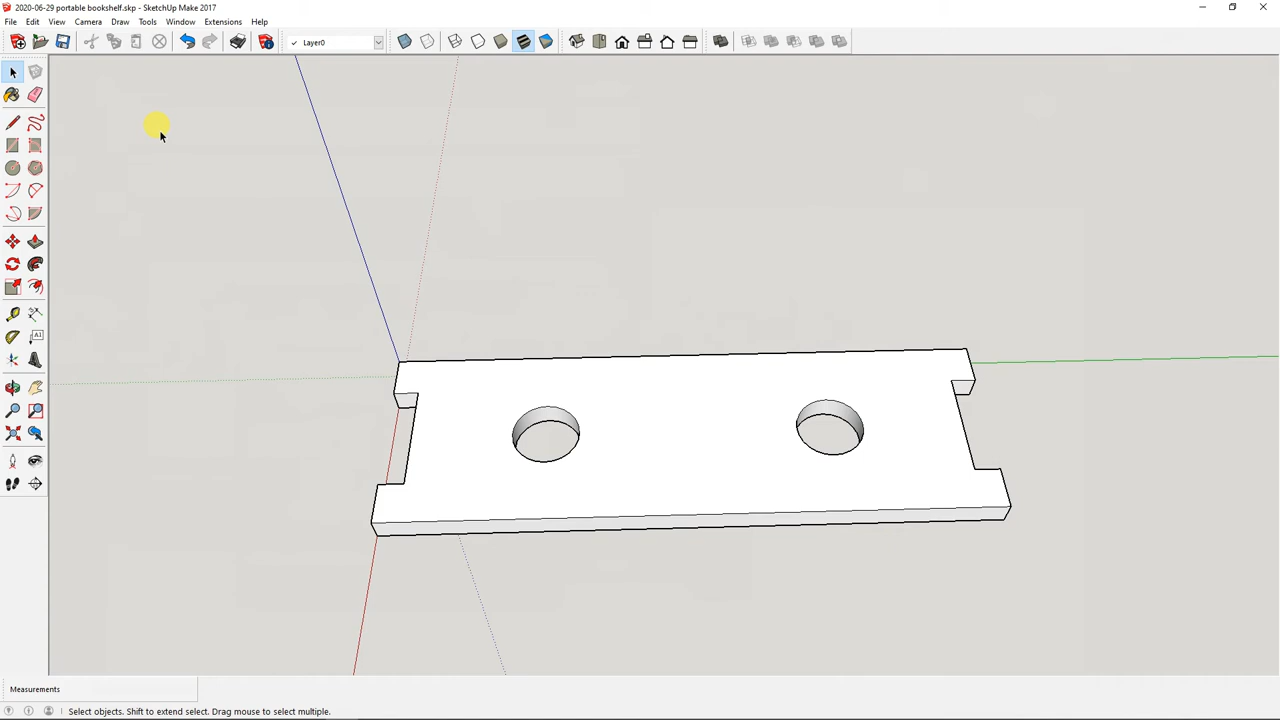 2020-06-29 portable bookshelf.skp - SketchUp Make 2017
File Edit View Camera Draw Tools Window Extensions Help
Layer0
Measurements
Select objects. Shift to extend select. Drag mouse to select multiple.